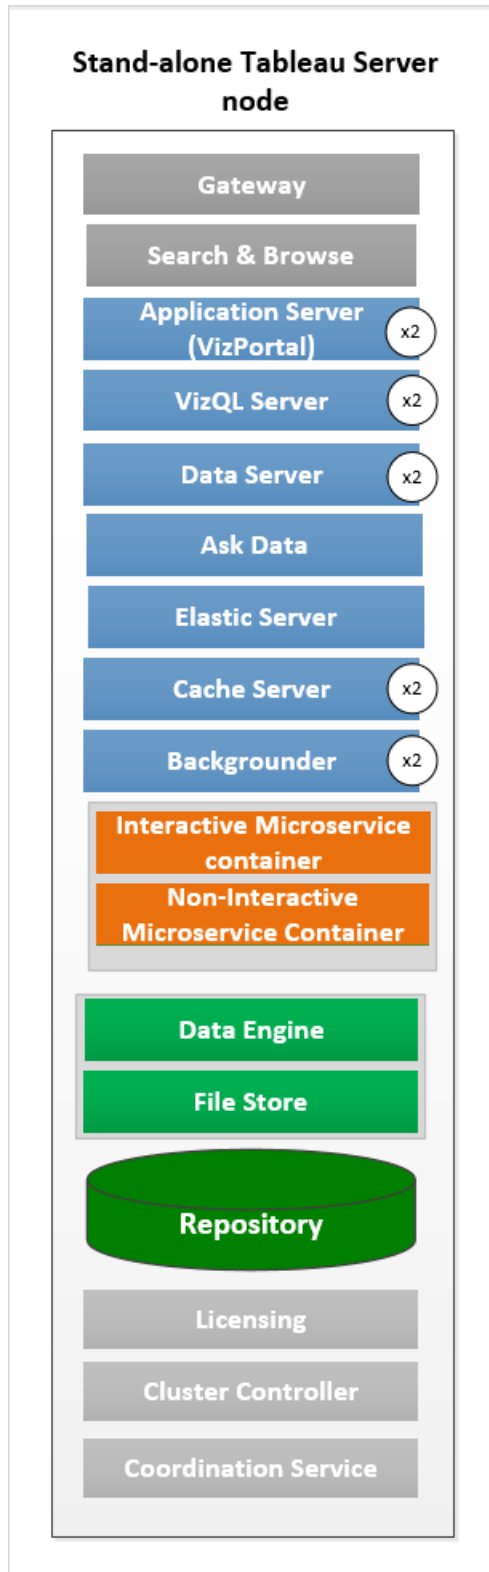 Stand-alone Tableau Server
node
Gateway
Search & Browse
Application Server
(VizPortal)
x2
VizQL Server
x2
Data Server
x2
Ask Data
Elastic Server
Cache Server
x2
Backgrounder
x2
Interactive Microservice
container
Non-Interactive
Microservice Container
Data Engine
File Store
Repository
Licensing
Cluster Controller
Coordination Service